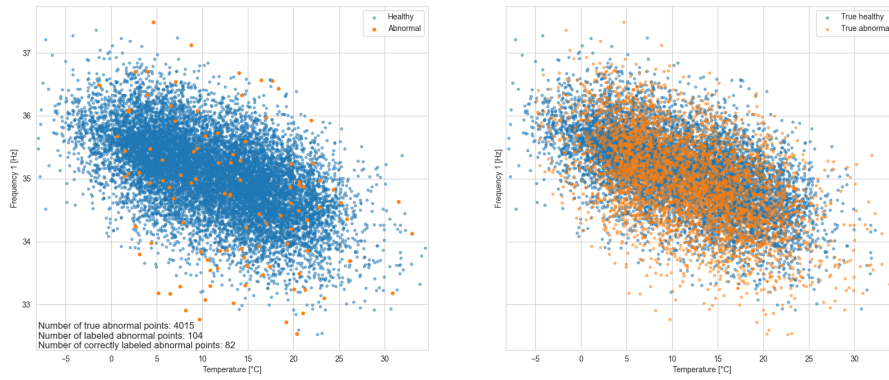 Healthy
Abnormal
37
36
35
34
33
Frequency 1 [Hz]
Number of true abnormal points: 4015
Number of labeled abnormal points: 104
Number of correctly labeled abnormal points: 82
−5
0
5
10
15
20
25
30
Temperature [°C]
True healthy
True abnormal
Frequency 1 [Hz]
−5
0
5
10
15
20
25
30
Temperature [°C]